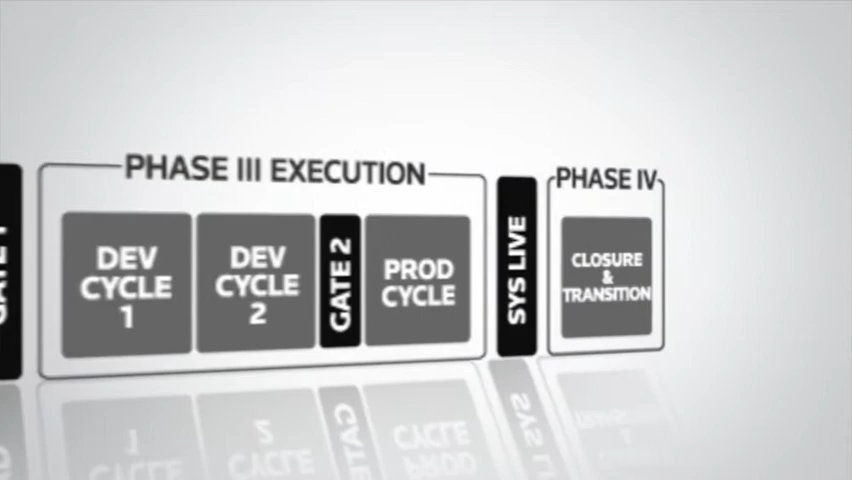 PHASE III EXECUTION
DEV
CYCLE
1
DEV
CYCLE
2
GATE 2
PROD
CYCLE
SYS LIVE
PHASE IV
CLOSURE
&
TRANSITION